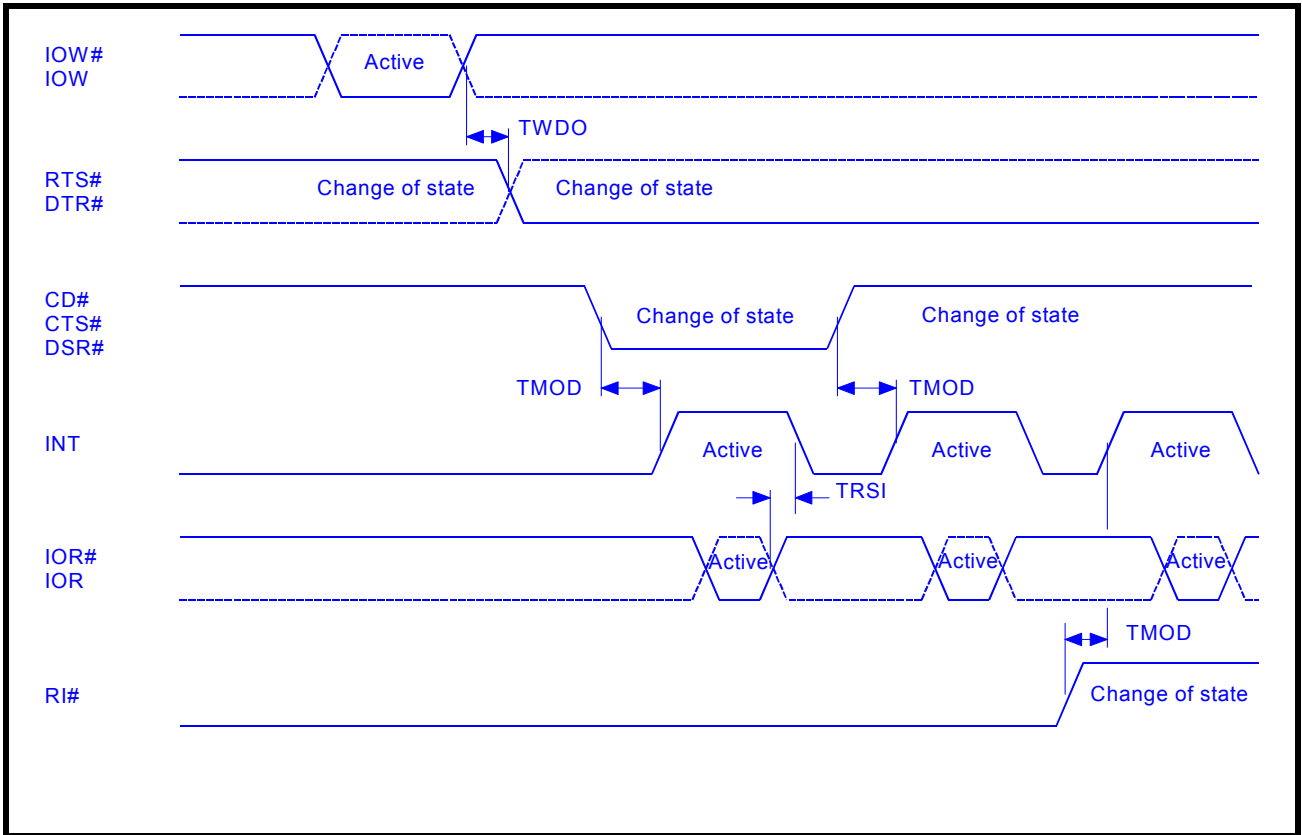 IOW#
IOW
Active
TWDO
RTS#
DTR#
Change of state
Change of state
CD#
CTS#
DSR#
Change of state
Change of state
TMOD
TMOD
INT
Active
Active
Active
TRSI
IOR#
IOR
Active
Active
Active
TMOD
RI#
Change of state